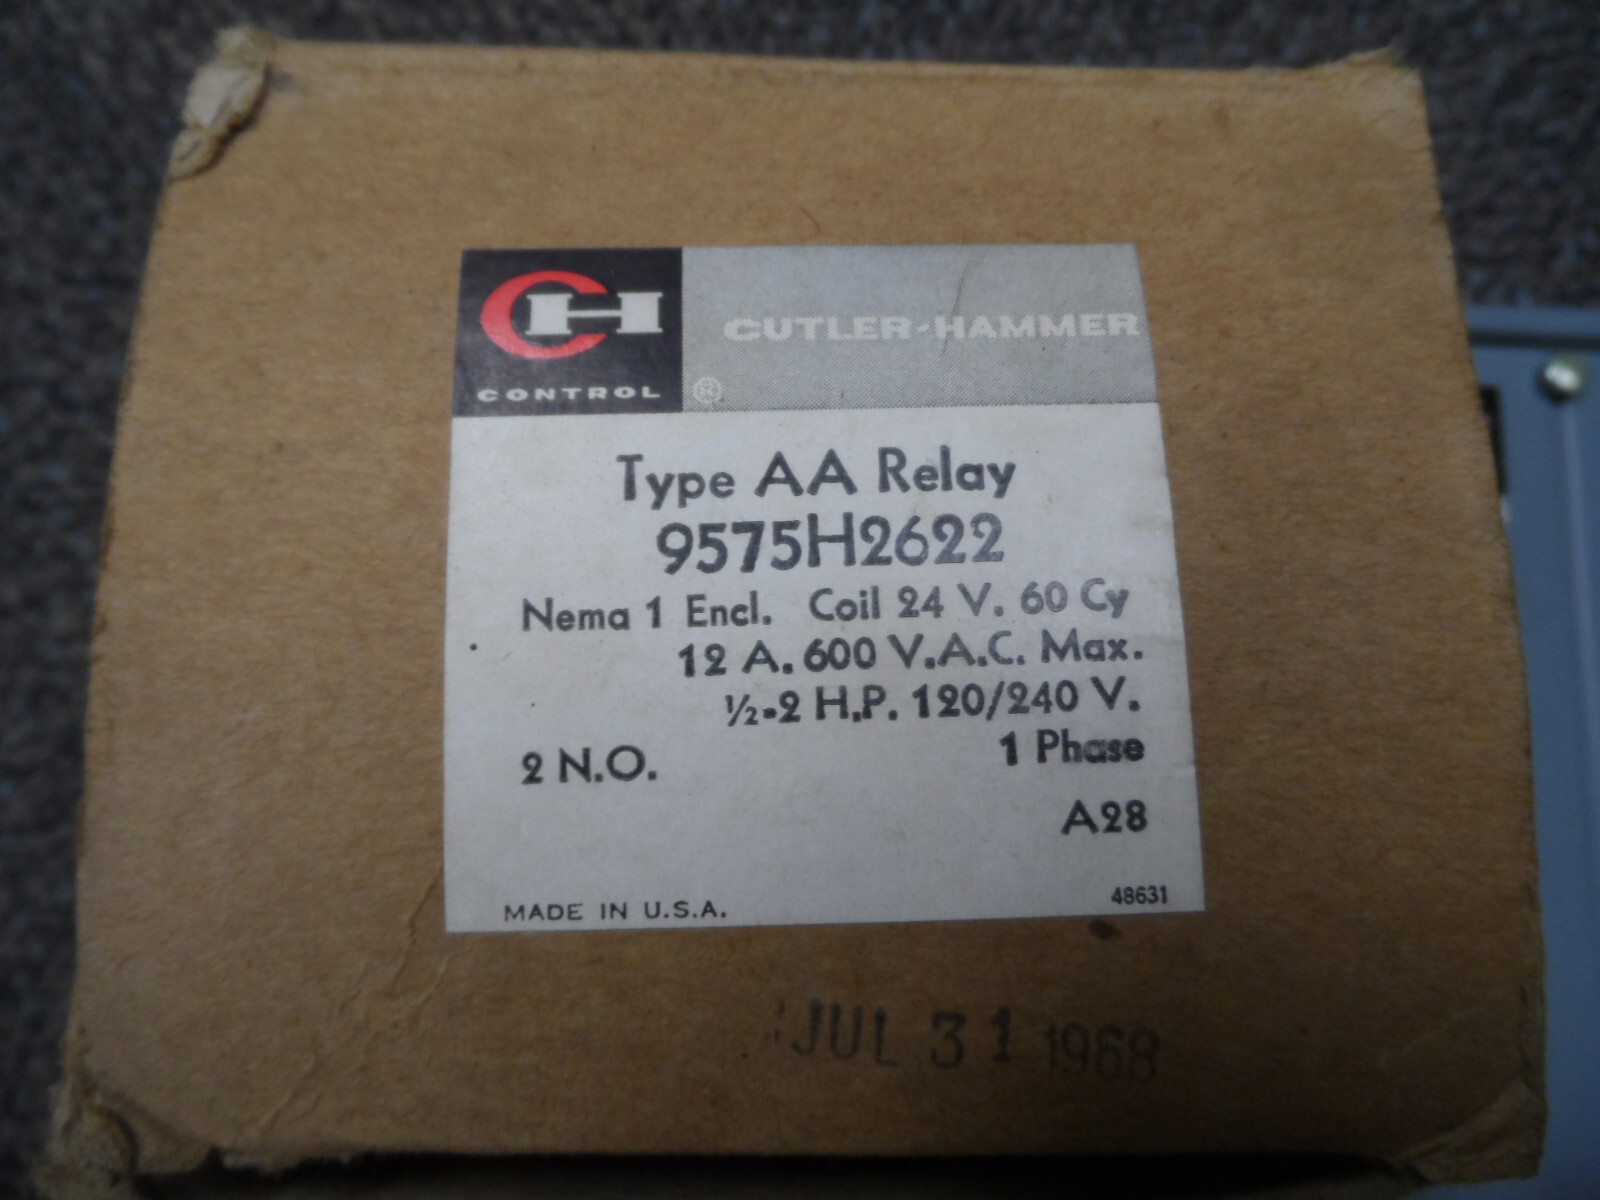 CH
CONTROL ®
CUTLER-HAMMER
Type AA Relay
9575H2622
Nema 1 Encl. Coil 24 V. 60 Cy
12 A. 600 V.A.C. Max.
½-2 H.P. 120/240 V.
2 N.O. 1 Phase
A28
MADE IN U.S.A. 48631
JUL 31 1968